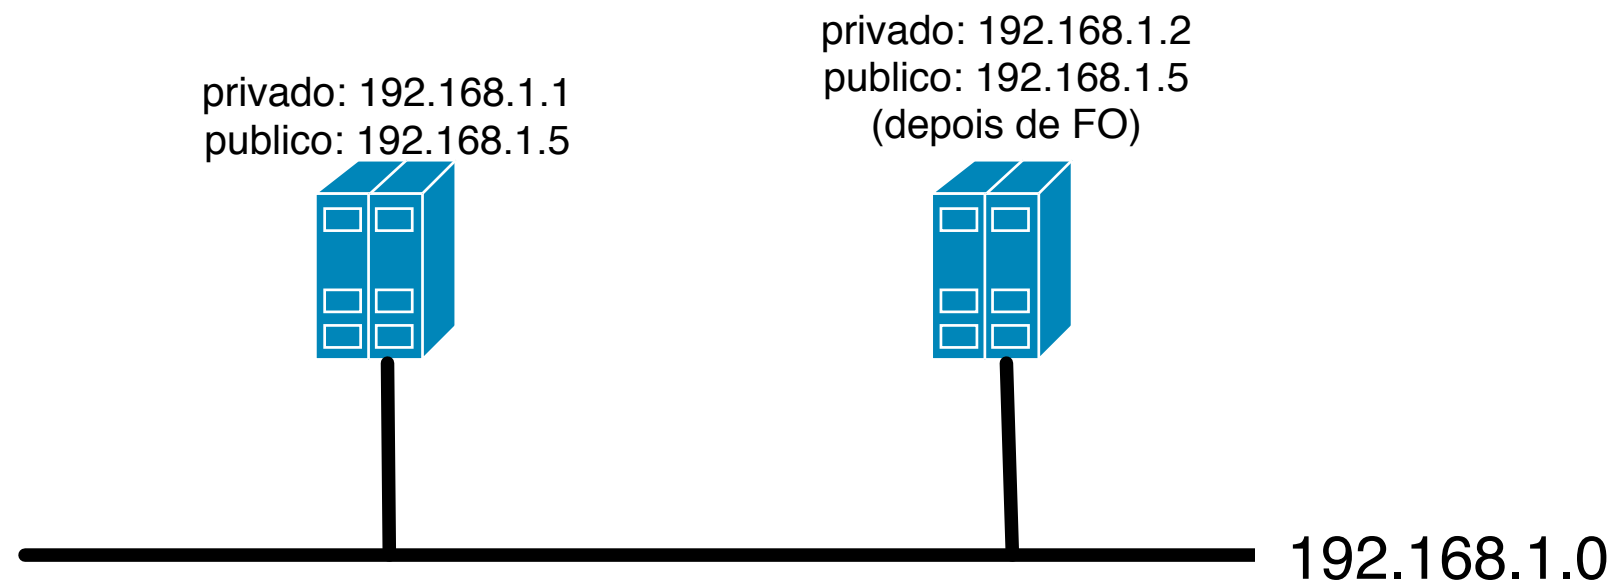 privado: 192.168.1.1
publico: 192.168.1.5
privado: 192.168.1.2
publico: 192.168.1.5
(depois de FO)
192.168.1.0